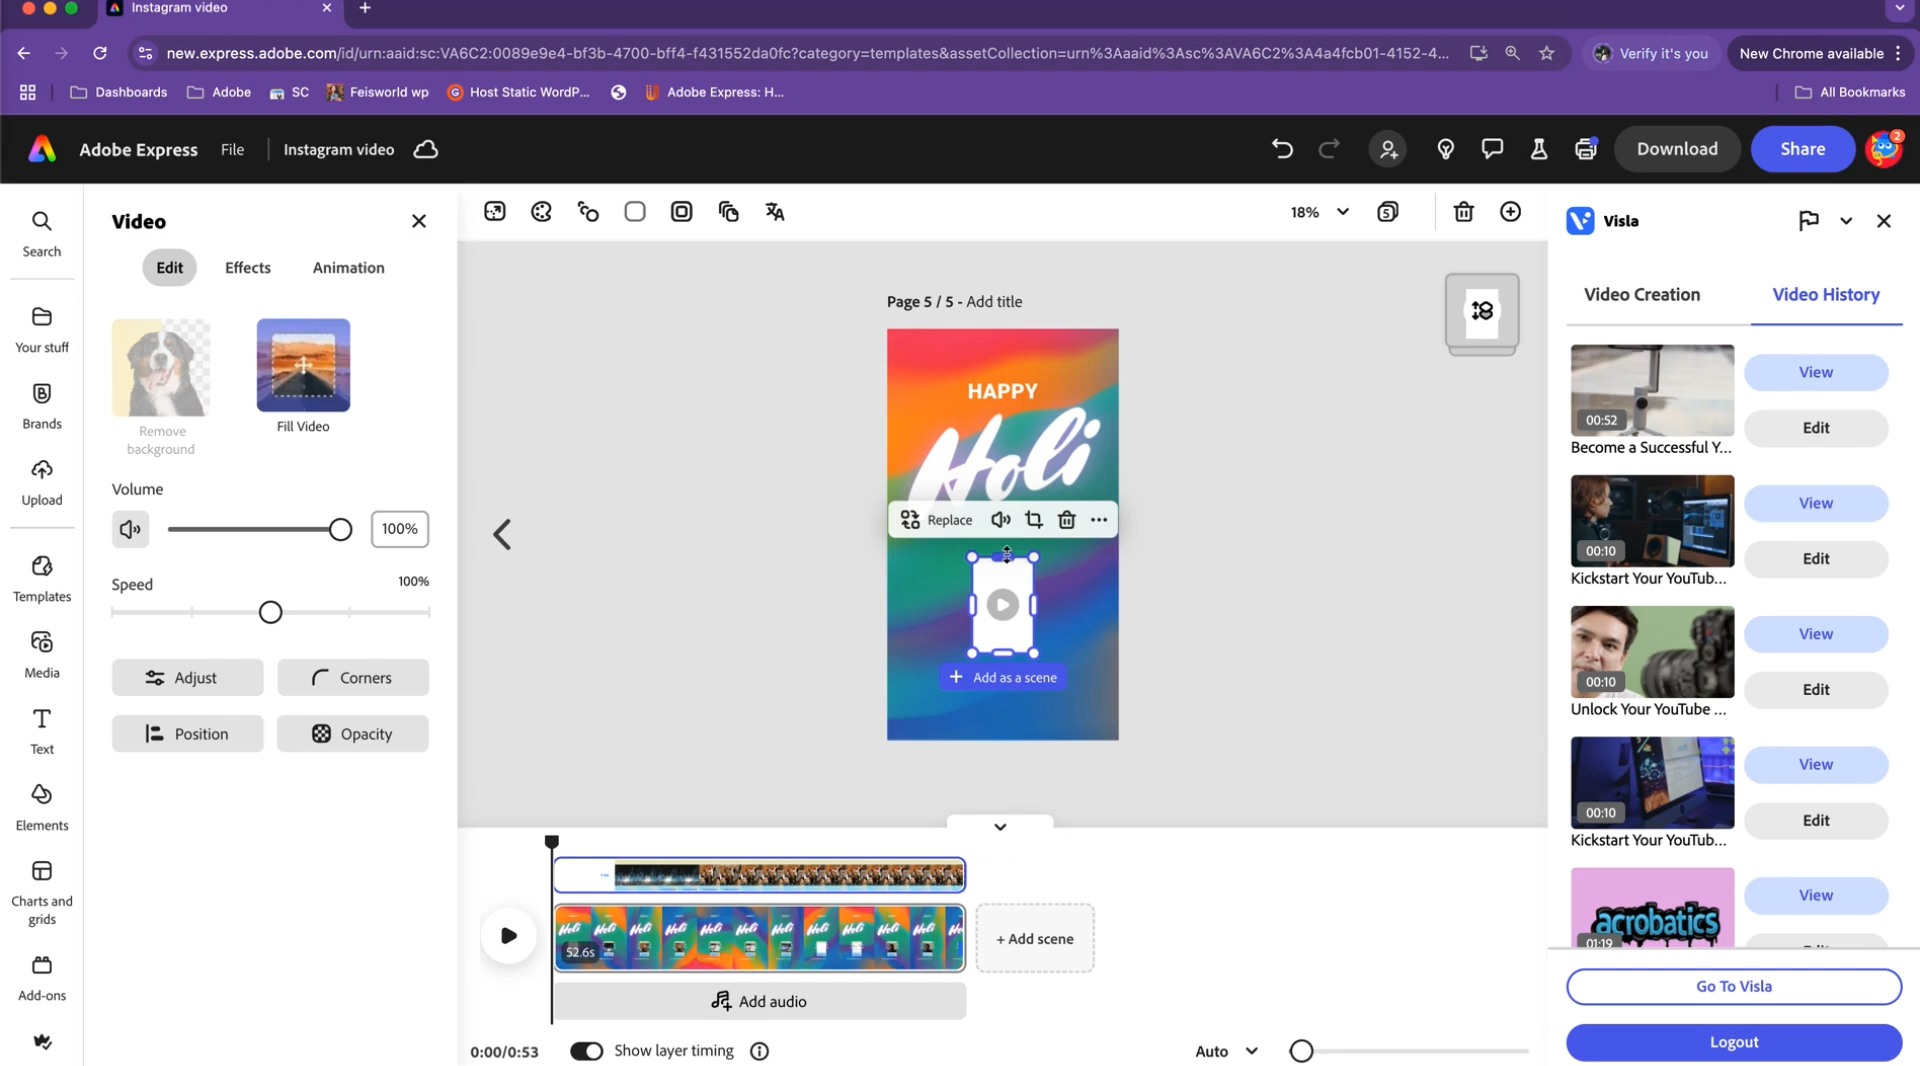 Instagram video
new.express.adobe.com/id/urn:aaid:sc:VA6C2:0089e9e4-bf3b-4700-bff4-f431552da0fc?category=templates&assetCollection=urn%3Aaaid%3Asc%3AVA6C2%3A4a4fcb01-4152-4...
Verify it's you
New Chrome available
Dashboards
Adobe
SC
Feisworld wp
Host Static WordP...
Adobe Express: H...
All Bookmarks
Adobe Express
File
Instagram video
Download
Share
2
Search
Your stuff
Brands
Upload
Templates
Media
Text
Elements
Charts and
grids
Add-ons
Video
Edit
Effects
Animation
Remove
background
Fill Video
Volume
100%
Speed
100%
Adjust
Corners
Position
Opacity
18%
5
Page 5 / 5 - Add title
HAPPY
Holi
Replace
+ Add as a scene
52.6s
+ Add scene
Add audio
0:00/0:53
Show layer timing
Auto
Visla
Video Creation
Video History
00:52
Become a Successful Y...
View
Edit
00:10
Kickstart Your YouTub...
View
Edit
00:10
Unlock Your YouTube ...
View
Edit
00:10
Kickstart Your YouTub...
View
Edit
acrobatics
01:19
View
Go To Visla
Logout